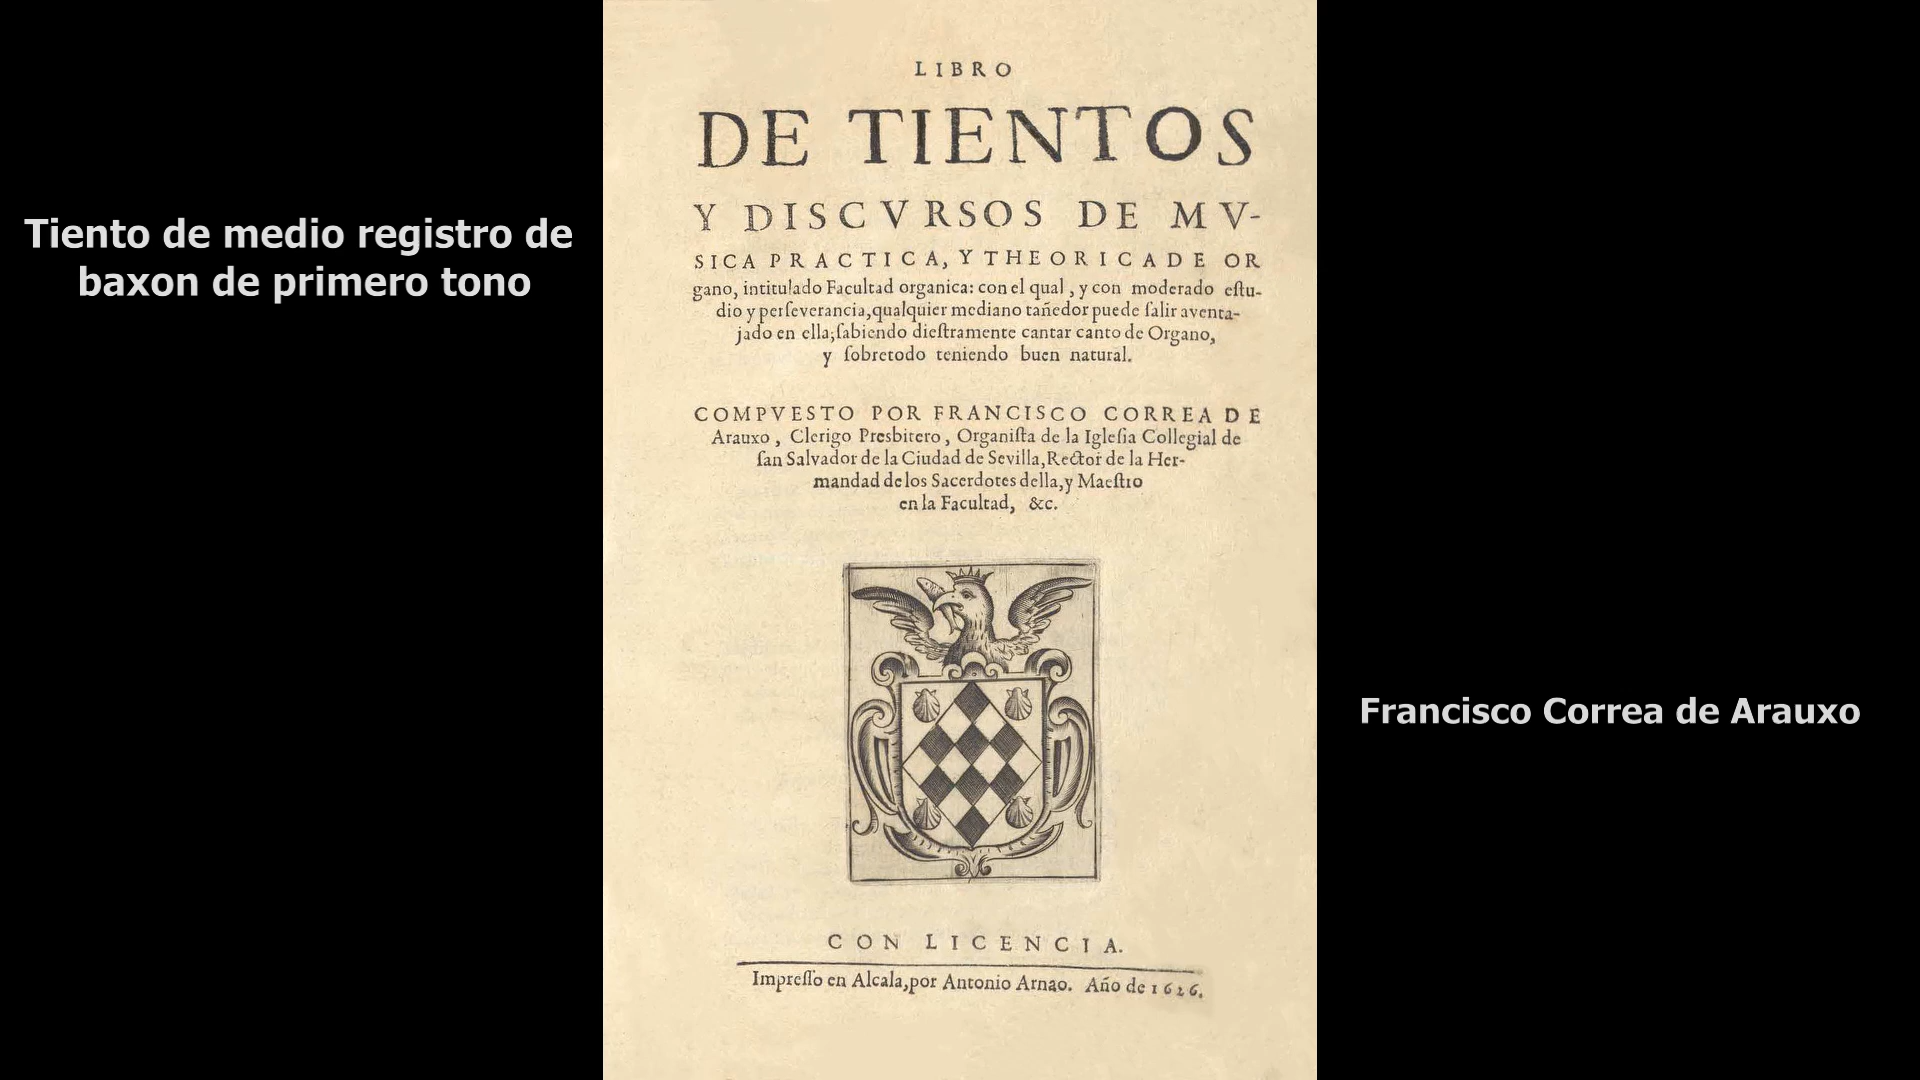 Tiento de medio registro de
baxon de primero tono
LIBRO
DE TIENTOS
Y DISCVRSOS DE MV-
SICA PRACTICA, Y THEORICA DE OR
gano, intitulado Facultad organica: con el qual, y con moderado eſtu-
dio y perſeverancia, qualquier mediano tañedor puede ſalir aventa-
jado en ella; ſabiendo dieſtramente cantar canto de Organo,
y ſobretodo teniendo buen natural.
COMPVESTO POR FRANCISCO CORREA DE
Arauxo, Clerigo Presbitero, Organiſta de la Igleſia Collegial de
ſan Salvador de la Ciudad de Sevilla, Rector de la Her-
mandad de los Sacerdotes della, y Maeſtro
en la Facultad, &c.
Francisco Correa de Arauxo
CON LICENCIA.
Impreſſo en Alcala, por Antonio Arnao. Año de 1626.